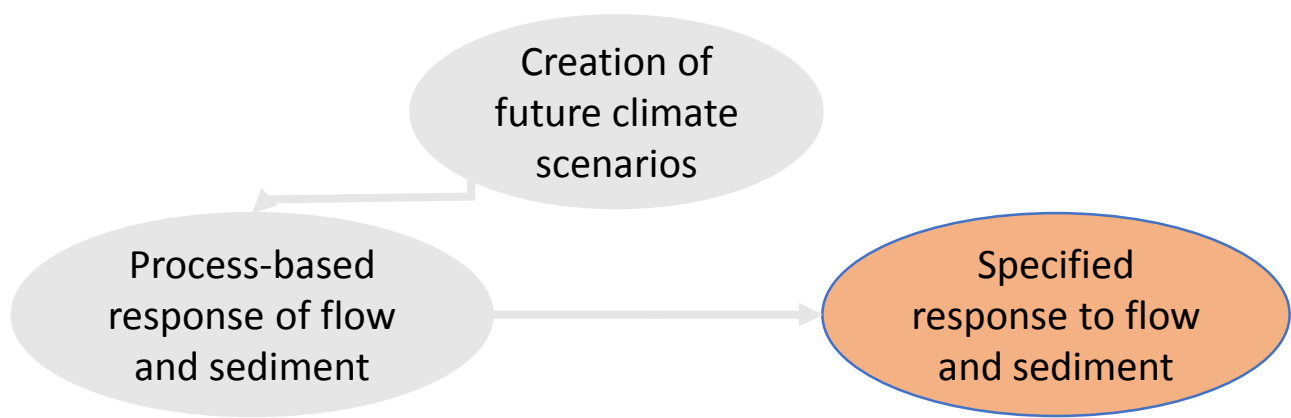 Creation of
future climate
scenarios
Process-based
response of flow
and sediment
Specified
response to flow
and sediment